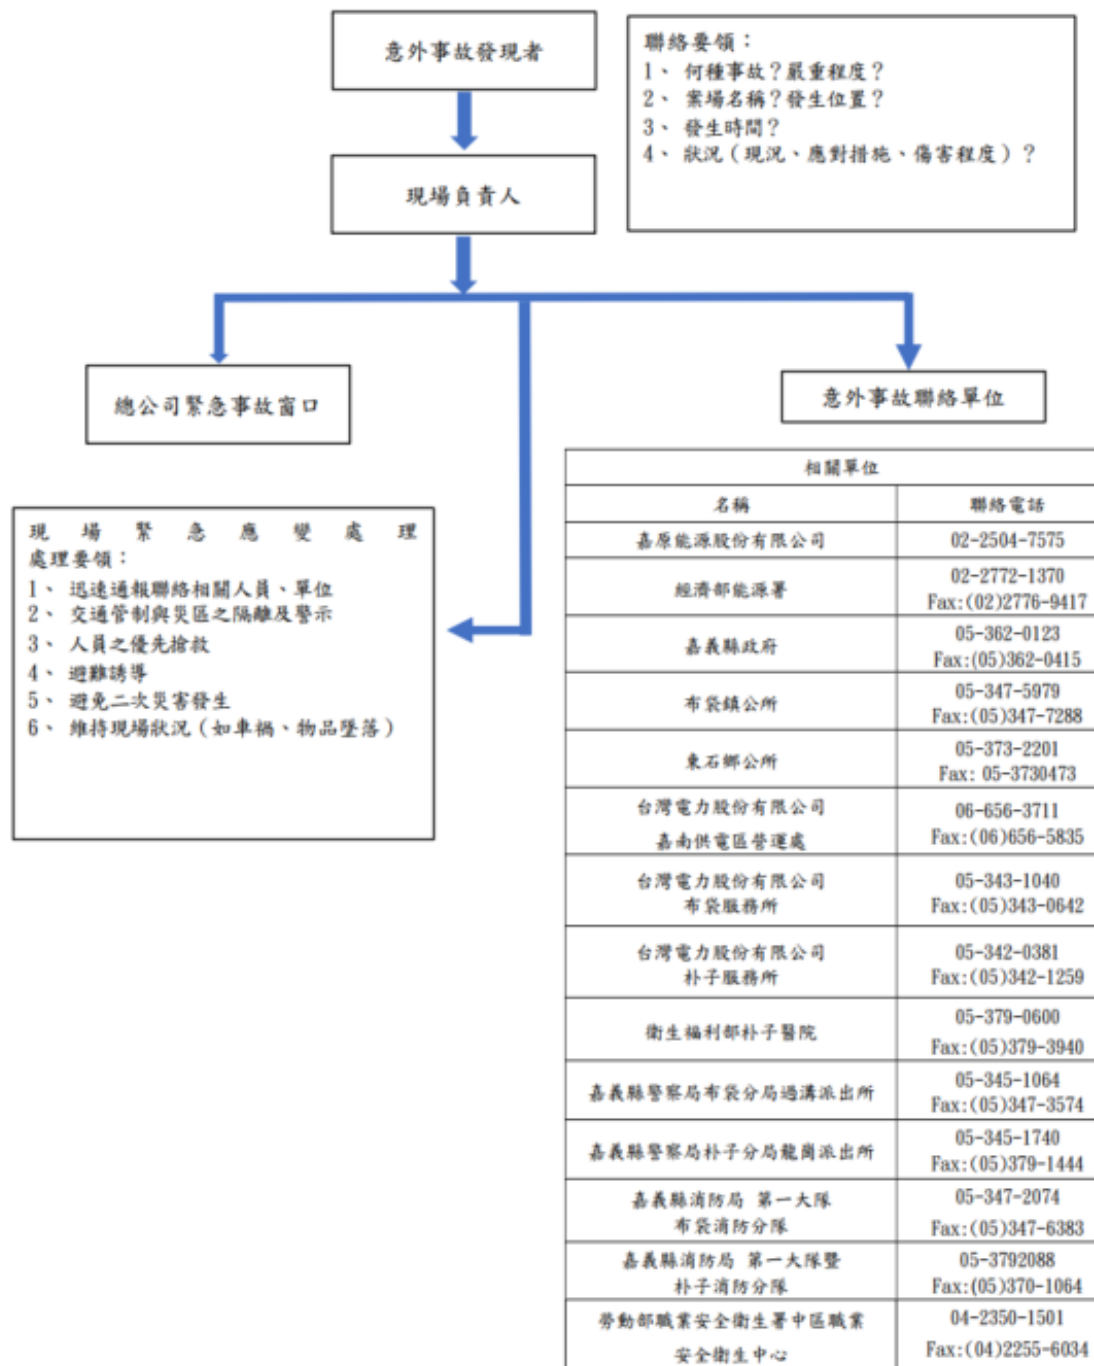 意外事故發現者
聯絡要領：
1、 何種事故？嚴重程度？
2、 案場名稱？發生位置？
3、 發生時間？
4、 狀況（現況、應對措施、傷害程度）？
現場負責人
總公司緊急事故窗口
意外事故聯絡單位
現場緊急應變處理
處理要領：
1、 迅速通報聯絡相關人員、單位
2、 交通管制與災區之隔離及警示
3、 人員之優先搶救
4、 避難誘導
5、 避免二次災害發生
6、 維持現場狀況（如車禍、物品墜落）
相關單位
名稱 聯絡電話
嘉原能源股份有限公司 02-2504-7575
經濟部能源署 02-2772-1370
Fax:(02)2776-9417
嘉義縣政府 05-362-0123
Fax:(05)362-0415
布袋鎮公所 05-347-5979
Fax:(05)347-7288
東石鄉公所 05-373-2201
Fax: 05-3730473
台灣電力股份有限公司 06-656-3711
嘉南供電區營運處 Fax:(06)656-5835
台灣電力股份有限公司 05-343-1040
布袋服務所 Fax:(05)343-0642
台灣電力股份有限公司 05-342-0381
朴子服務所 Fax:(05)342-1259
衛生福利部朴子醫院 05-379-0600
Fax:(05)379-3940
嘉義縣警察局布袋分局過溝派出所 05-345-1064
Fax:(05)347-3574
嘉義縣警察局朴子分局龍崗派出所 05-345-1740
Fax:(05)379-1444
嘉義縣消防局 第一大隊 05-347-2074
布袋消防分隊 Fax:(05)347-6383
嘉義縣消防局 第一大隊暨 05-3792088
朴子消防分隊 Fax:(05)370-1064
勞動部職業安全衛生署中區職業 04-2350-1501
安全衛生中心 Fax:(04)2255-6034